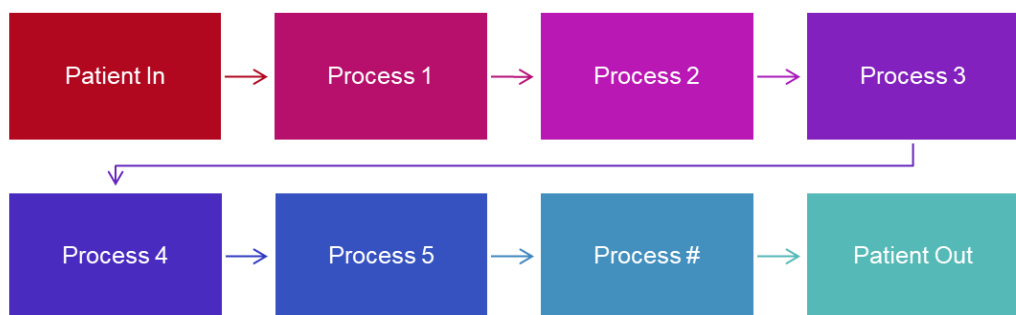 Patient In
Process 1
Process 2
Process 3
Process 4
Process 5
Process #
Patient Out